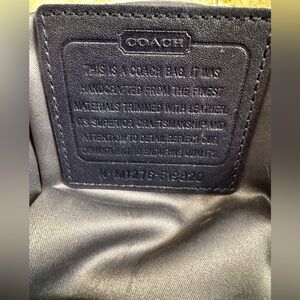 COACH
THIS IS A COACH BAG. IT WAS
HANDCRAFTED FROM THE FINEST
MATERIALS TRIMMED WITH LEATHER.
ITS SUPERIOR CRAFTSMANSHIP AND
ATTENTION TO DETAIL REFLECT OUR
COMMITMENT TO ENDURING QUALITY.